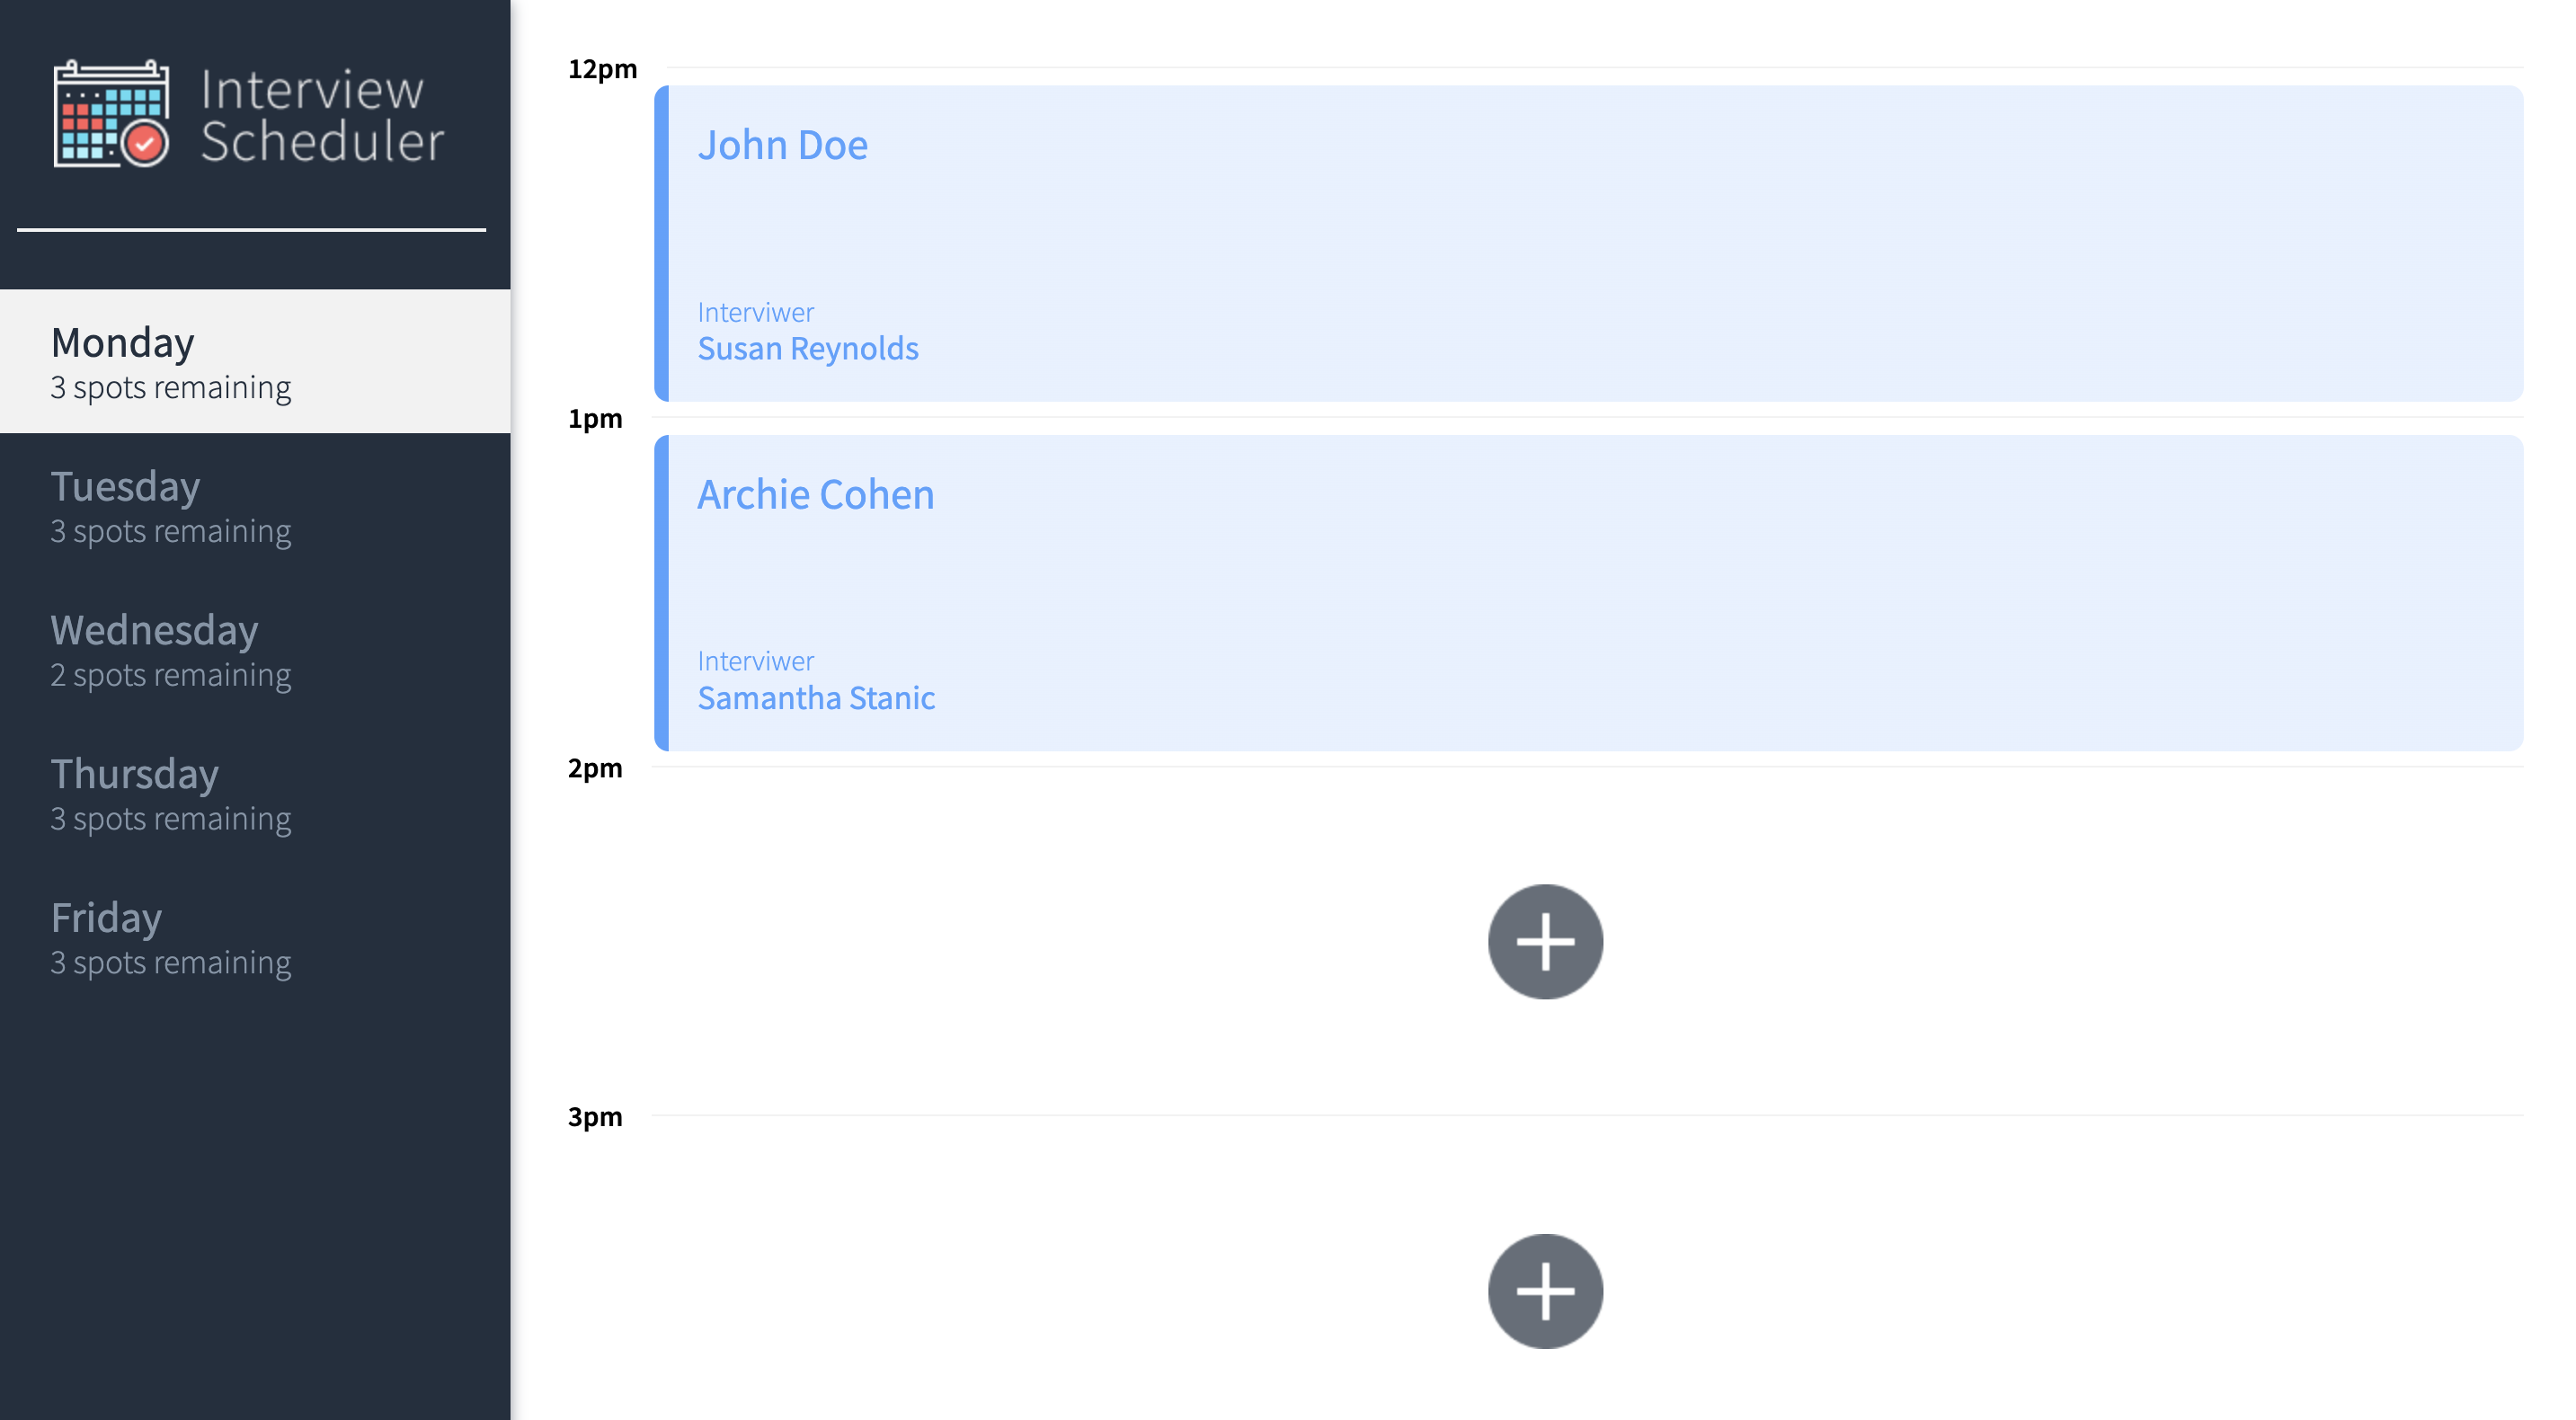 Interview
Scheduler
Monday
3 spots remaining
Tuesday
3 spots remaining
Wednesday
2 spots remaining
Thursday
3 spots remaining
Friday
3 spots remaining
12pm
John Doe
Interviwer
Susan Reynolds
1pm
Archie Cohen
Interviwer
Samantha Stanic
2pm
3pm